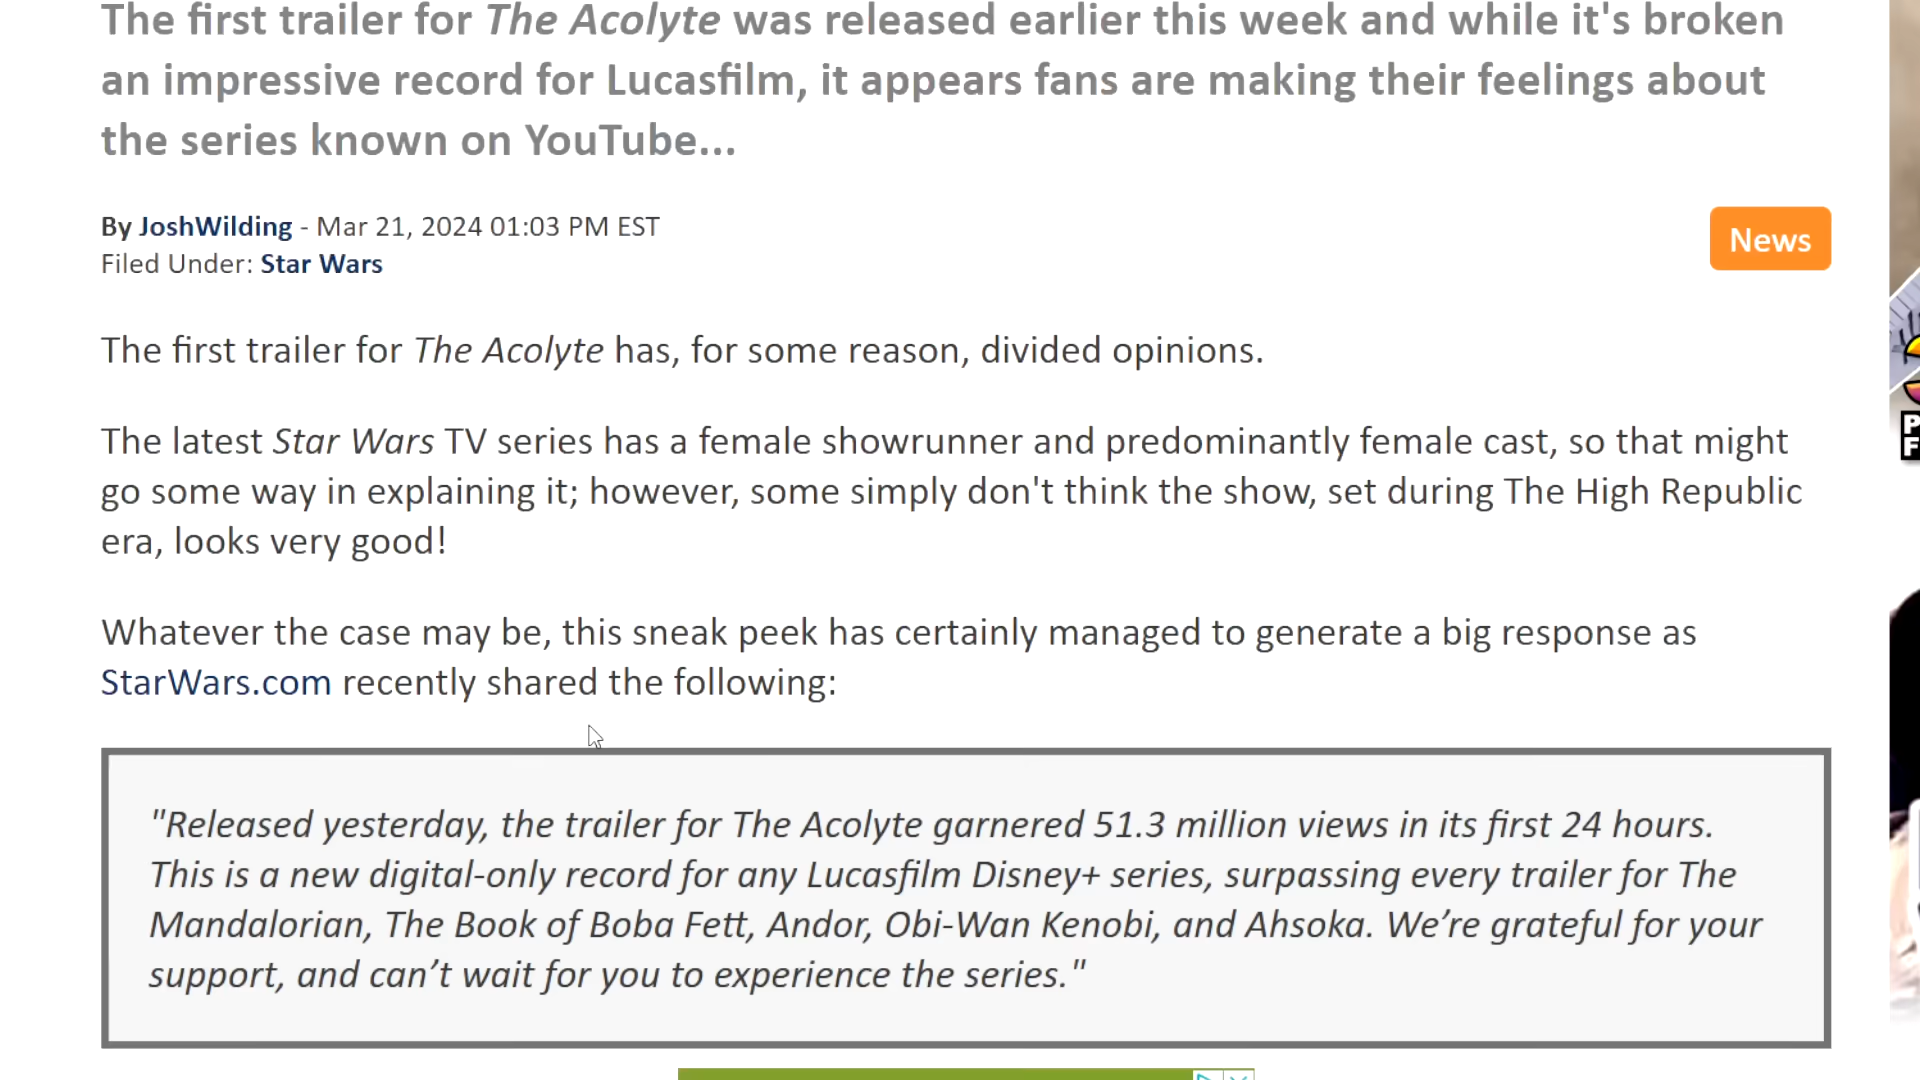 The first trailer for The Acolyte was released earlier this week and while it's broken
an impressive record for Lucasfilm, it appears fans are making their feelings about
the series known on YouTube...
By JoshWilding - Mar 21, 2024 01:03 PM EST
News
Filed Under: Star Wars
The first trailer for The Acolyte has, for some reason, divided opinions.
The latest Star Wars TV series has a female showrunner and predominantly female cast, so that might
go some way in explaining it; however, some simply don't think the show, set during The High Republic
era, looks very good!
Whatever the case may be, this sneak peek has certainly managed to generate a big response as
StarWars.com recently shared the following:
"Released yesterday, the trailer for The Acolyte garnered 51.3 million views in its first 24 hours.
This is a new digital-only record for any Lucasfilm Disney+ series, surpassing every trailer for The
Mandalorian, The Book of Boba Fett, Andor, Obi-Wan Kenobi, and Ahsoka. We’re grateful for your
support, and can’t wait for you to experience the series."